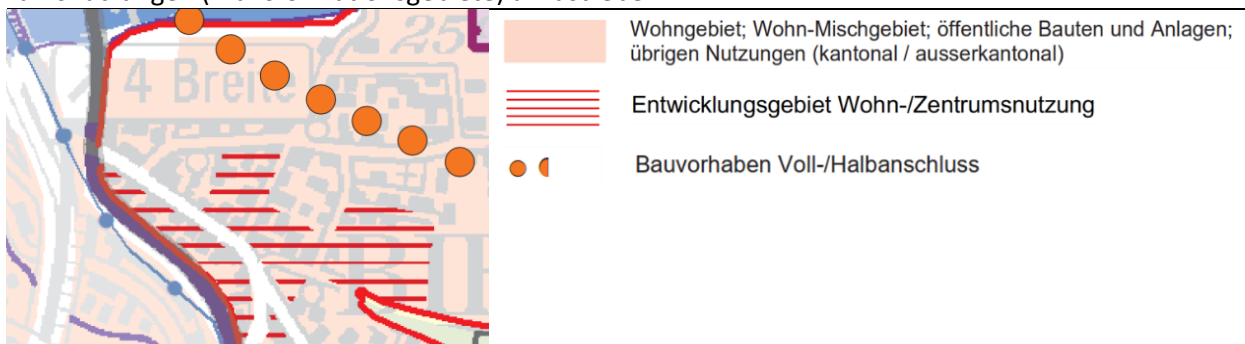 4 Breite
25
Wohngebiet; Wohn-Mischgebiet; öffentliche Bauten und Anlagen;
übrigen Nutzungen (kantonal / ausserkantonal)
Entwicklungsgebiet Wohn-/Zentrumsnutzung
Bauvorhaben Voll-/Halbanschluss